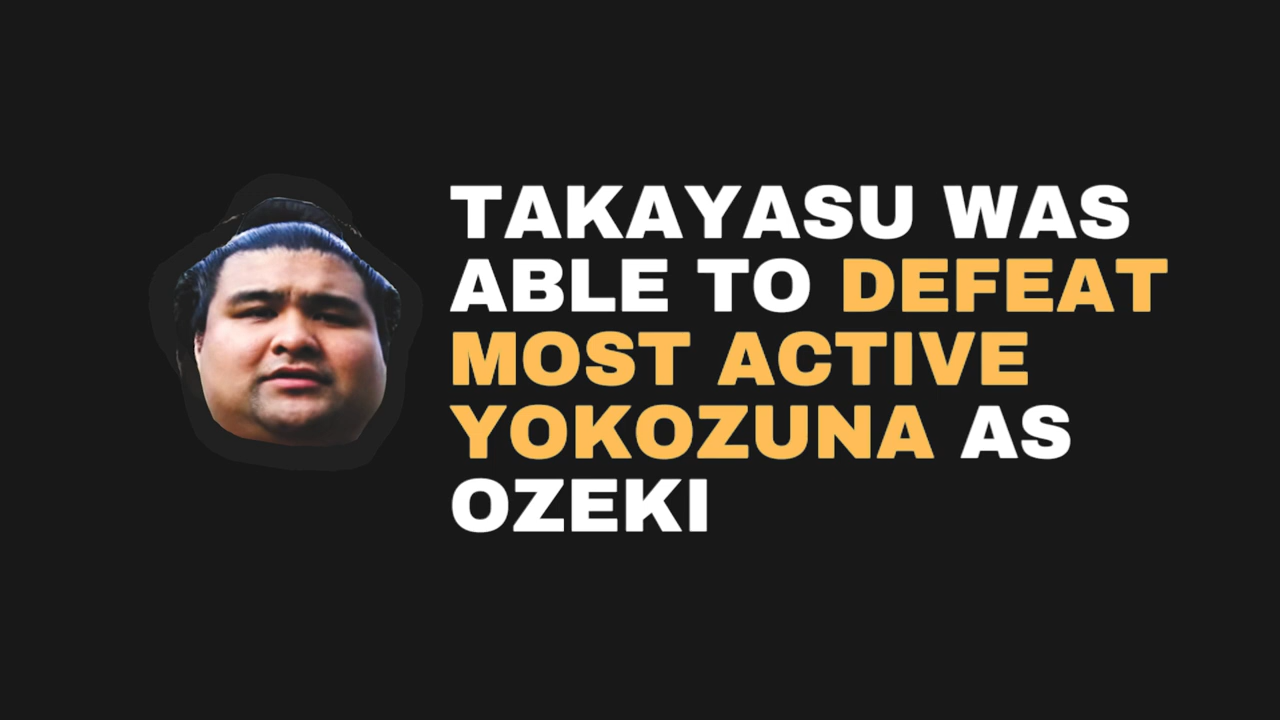 TAKAYASU WAS
ABLE TO DEFEAT
MOST ACTIVE
YOKOZUNA AS
OZEKI